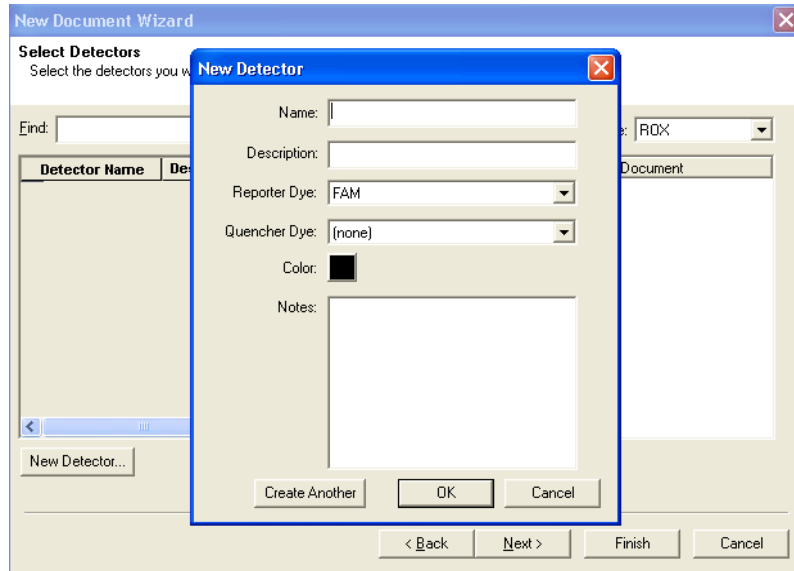 New Document Wizard
Select Detectors
Select the detectors you w
New Detector
Name:
Find:
e: ROX
Description:
Detector Name Des
Document
Reporter Dye: FAM
Quencher Dye: (none)
Color:
Notes:
New Detector...
Create Another OK Cancel
< Back Next > Finish Cancel